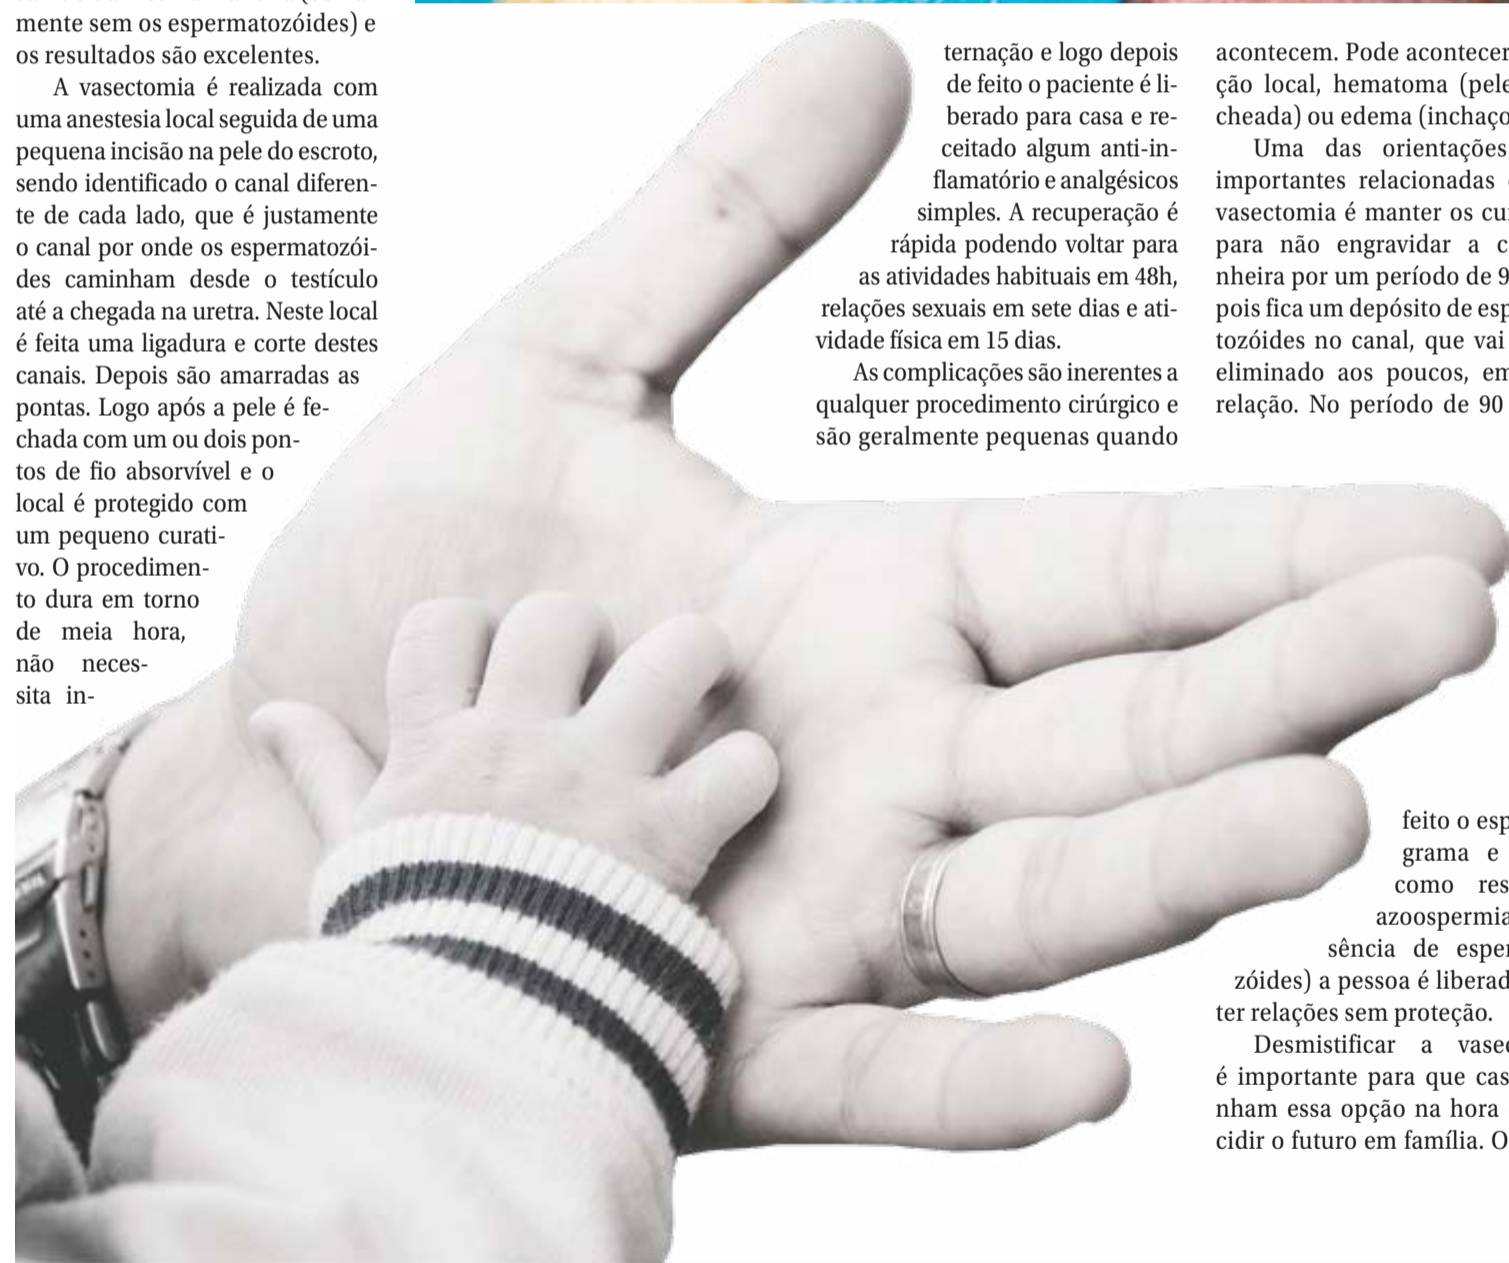 mente sem os espermatozóides) e
os resultados são excelentes.
A vasectomia é realizada com
uma anestesia local seguida de uma
pequena incisão na pele do escroto,
sendo identificado o canal diferen-
te de cada lado, que é justamente
o canal por onde os espermatozói-
des caminham desde o testículo
até a chegada na uretra. Neste local
é feita uma ligadura e corte destes
canais. Depois são amarradas as
pontas. Logo após a pele é fe-
chada com um ou dois pon-
tos de fio absorvível e o
local é protegido com
um pequeno curati-
vo. O procedimen-
to dura em torno
de meia hora,
não neces-
sita in-
ternação e logo depois
de feito o paciente é li-
berado para casa e re-
ceitado algum anti-in-
flamatório e analgésicos
simples. A recuperação é
rápida podendo voltar para
as atividades habituais em 48h,
relações sexuais em sete dias e ati-
vidade física em 15 dias.
As complicações são inerentes a
qualquer procedimento cirúrgico e
são geralmente pequenas quando
acontecem. Pode acontecer
ção local, hematoma (pele
cheada) ou edema (inchaço
Uma das orientações
importantes relacionadas
vasectomia é manter os cu
para não engravidar a c
nheira por um período de 9
pois fica um depósito de esp
tozóides no canal, que vai
eliminado aos poucos, em
relação. No período de 90
feito o esp
grama e
como res
azoospermia
sência de esper
zóides) a pessoa é liberad
ter relações sem proteção.
Desmistificar a vasec
é importante para que cas
nham essa opção na hora
cidir o futuro em família. O